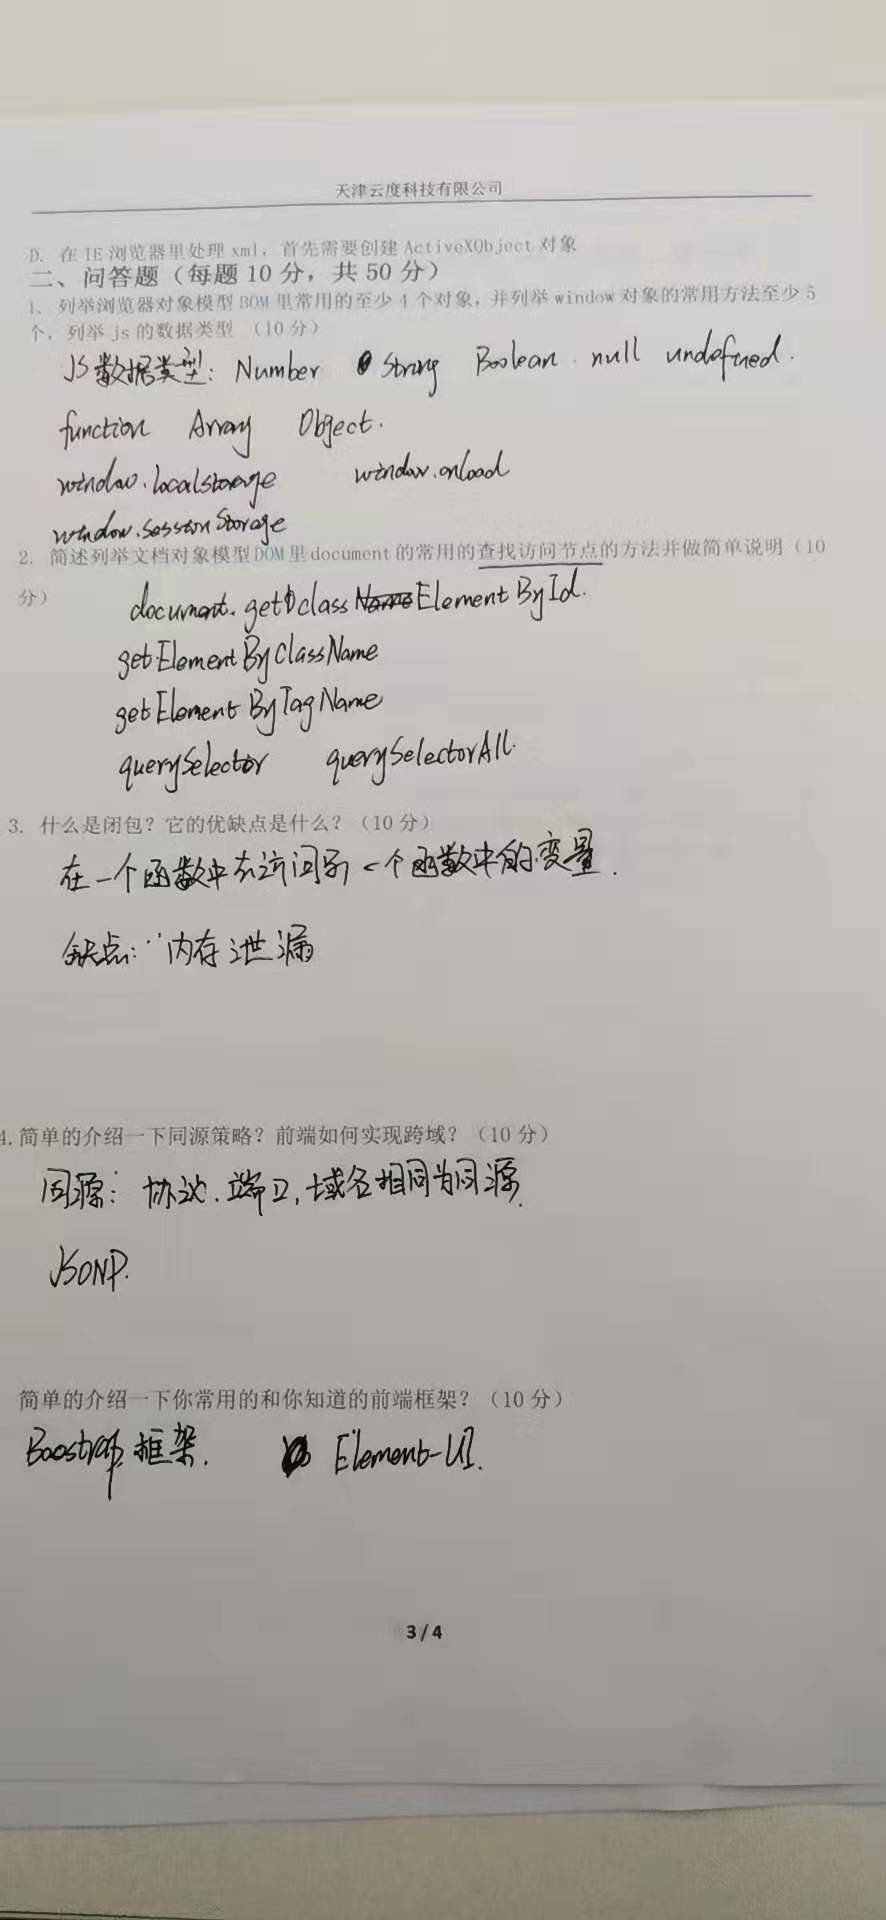 天津云度科技有限公司
D. 在 IE 浏览器里处理 xml，首先需要创建 ActiveXObject 对象
二、问答题（每题 10 分，共 50 分）
1、列举浏览器对象模型 BOM 里常用的至少 4 个对象，并列举 window 对象的常用方法至少 5
个，列举 js 的数据类型 （10 分）
JS数据类型: Number String Boolean. null undefined.
function Array Object.
window.localstorage window.onload
window.sessionStorage
2. 简述列举文档对象模型 DOM 里 document 的常用的查找访问节点的方法并做简单说明（10
分）
document.getDclass Name ElementById.
getElementByClassName
getElementByTagName
querySelector querySelectorAll.
3. 什么是闭包？它的优缺点是什么？（10 分）
在一个函数中去访问另一个函数中的变量.
缺点: 内存泄漏
4.简单的介绍一下同源策略？前端如何实现跨域？（10 分）
同源: 协议.端口,域名相同为同源.
JSONP.
简单的介绍一下你常用的和你知道的前端框架？（10 分）
Boostrap框架. Element-UI.
3 / 4